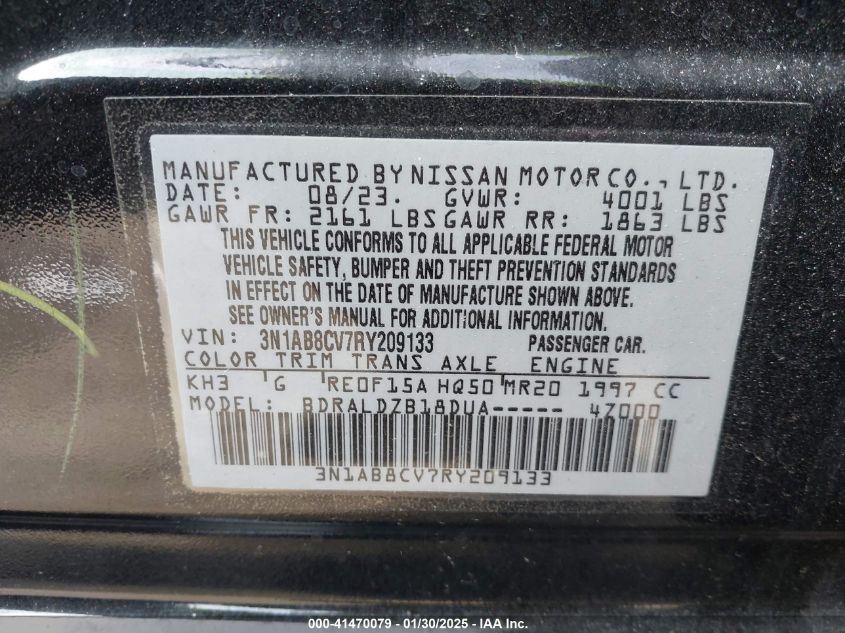 MANUFACTURED BY NISSAN MOTOR CO., LTD.
DATE: 08/23. GVWR: 4001 LBS
GAWR FR: 2161 LBS GAWR RR: 1863 LBS
THIS VEHICLE CONFORMS TO ALL APPLICABLE FEDERAL MOTOR
VEHICLE SAFETY, BUMPER AND THEFT PREVENTION STANDARDS
IN EFFECT ON THE DATE OF MANUFACTURE SHOWN ABOVE.
SEE OWNER'S MANUAL FOR ADDITIONAL INFORMATION.
VIN: 3N1AB8CV7RY209133 PASSENGER CAR.
COLOR TRIM TRANS AXLE ENGINE
KH3 G RE0F15A HQ50 MR20 1997 CC
MODEL: BDRALDZB18DUA----- 4Z000
3N1AB8CV7RY209133
000-41470079 - 01/30/2025 - IAA Inc.